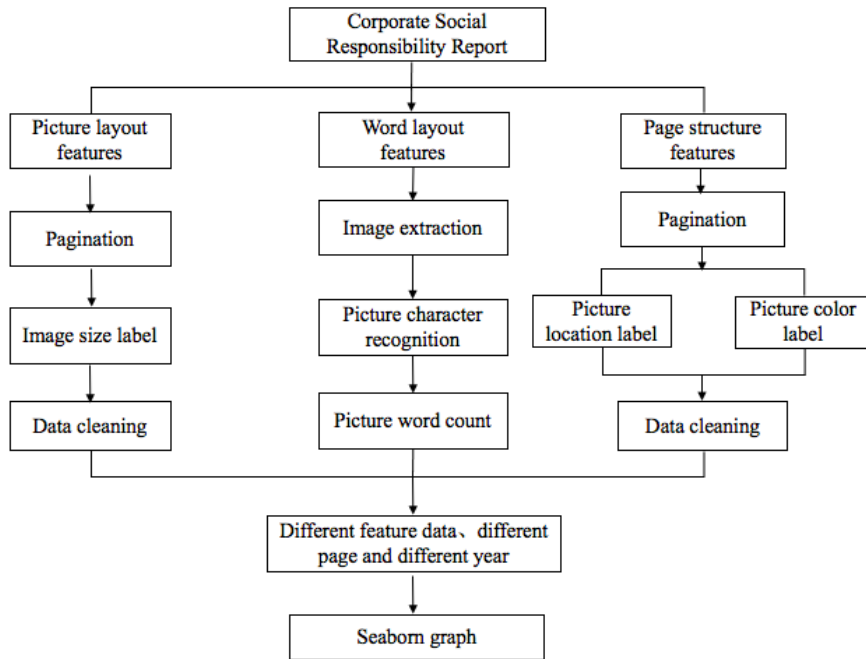 Corporate Social
Responsibility Report
Picture layout
features
Word layout
features
Page structure
features
Pagination
Image extraction
Pagination
Image size label
Picture character
recognition
Picture
location label
Picture color
label
Data cleaning
Picture word count
Data cleaning
Different feature data、different
page and different year
Seaborn graph